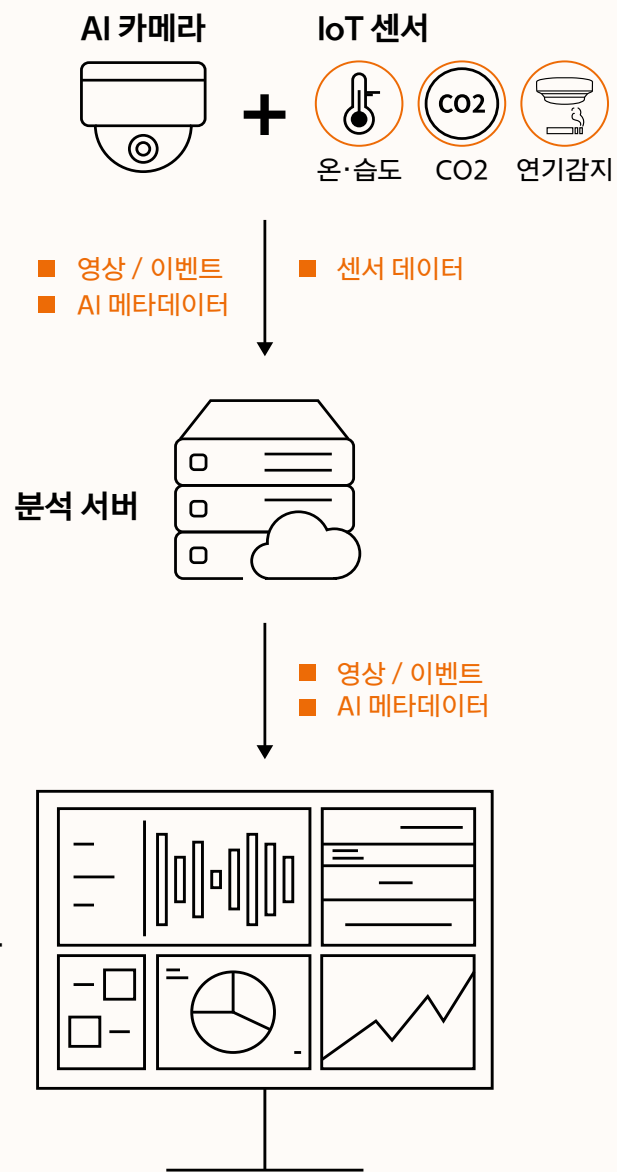 AI 카메라
IoT 센서
CO2
온·습도
CO2
연기감지
영상 / 이벤트
AI 메타데이터
센서 데이터
분석 서버
영상 / 이벤트
AI 메타데이터